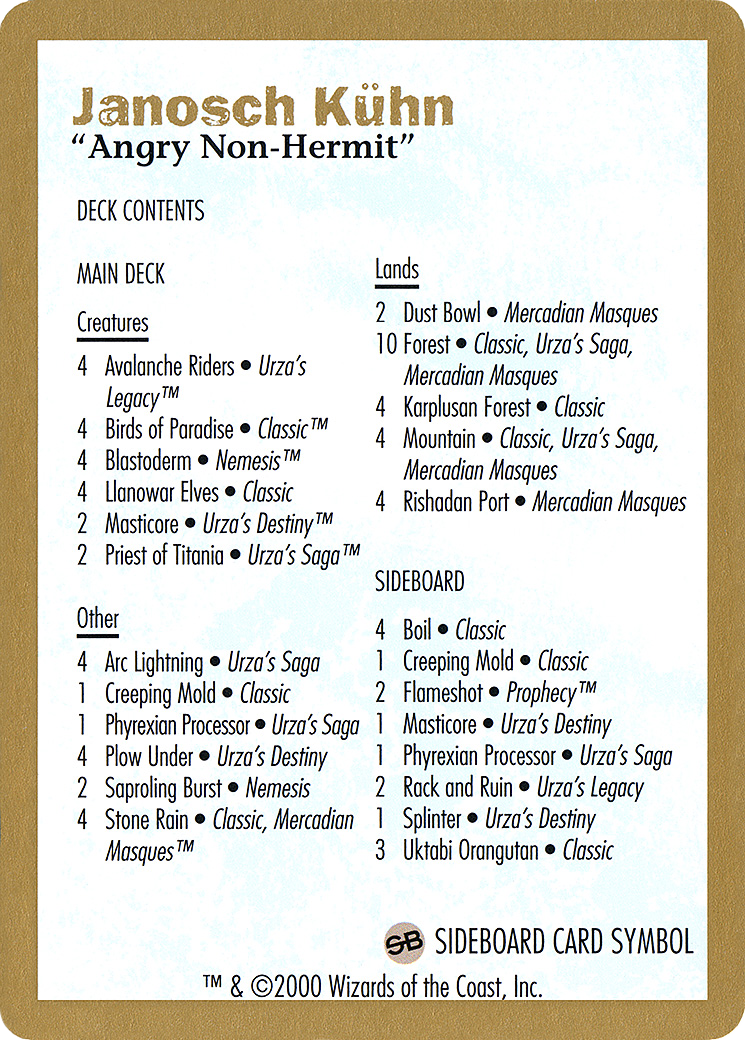 Janosch Kühn
“Angry Non-Hermit”
DECK CONTENTS
MAIN DECK
Creatures
4 Avalanche Riders • Urza’s
Legacy™
4 Birds of Paradise • Classic™
4 Blastoderm • Nemesis™
4 Llanowar Elves • Classic
2 Masticore • Urza’s Destiny™
2 Priest of Titania • Urza’s Saga™
Other
4 Arc Lightning • Urza’s Saga
1 Creeping Mold • Classic
1 Phyrexian Processor • Urza’s Saga
4 Plow Under • Urza’s Destiny
2 Saproling Burst • Nemesis
4 Stone Rain • Classic, Mercadian
Masques™
Lands
2 Dust Bowl • Mercadian Masques
10 Forest • Classic, Urza’s Saga,
Mercadian Masques
4 Karplusan Forest • Classic
4 Mountain • Classic, Urza’s Saga,
Mercadian Masques
4 Rishadan Port • Mercadian Masques
SIDEBOARD
4 Boil • Classic
1 Creeping Mold • Classic
2 Flameshot • Prophecy™
1 Masticore • Urza’s Destiny
1 Phyrexian Processor • Urza’s Saga
2 Rack and Ruin • Urza’s Legacy
1 Splinter • Urza’s Destiny
3 Uktabi Orangutan • Classic
SB SIDEBOARD CARD SYMBOL
™ & ©2000 Wizards of the Coast, Inc.